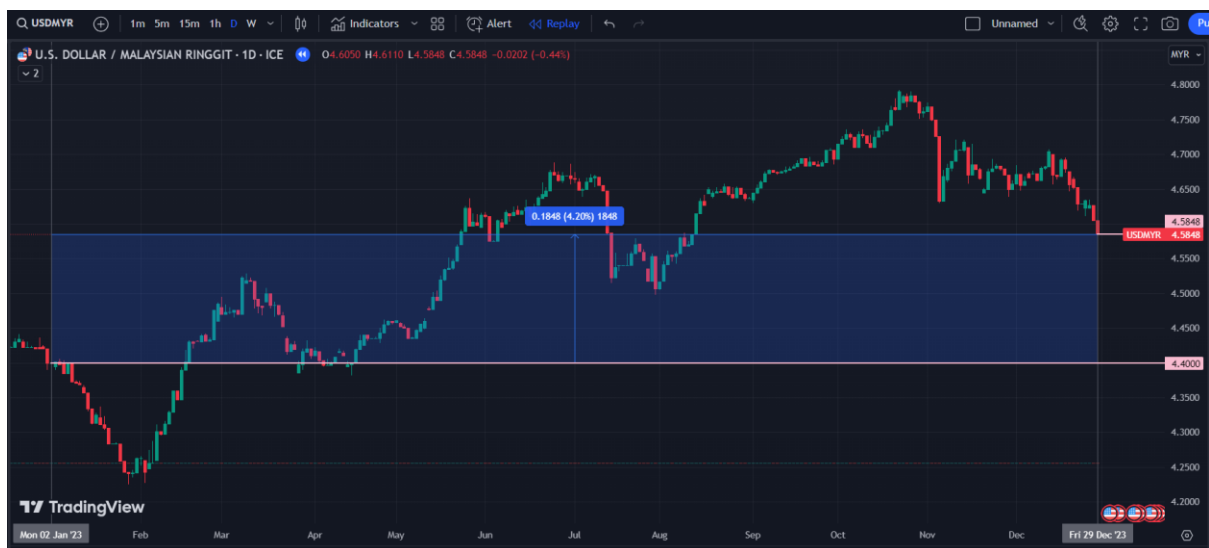 USDMYR 1m 5m 15m 1h D W Indicators Alert Replay Unnamed Pu
U.S. DOLLAR / MALAYSIAN RINGGIT · 1D · ICE O4.6050 H4.6110 L4.5848 C4.5848 -0.0202 (-0.44%) MYR
2
4.8000
4.7500
4.7000
4.6500
0.1848 (4.20%) 1848
4.5848
USDMYR 4.5848
4.5500
4.5000
4.4500
4.4000
4.3500
4.3000
4.2500
4.2000
TradingView
Mon 02 Jan '23 Feb Mar Apr May Jun Jul Aug Sep Oct Nov Dec Fri 29 Dec '23